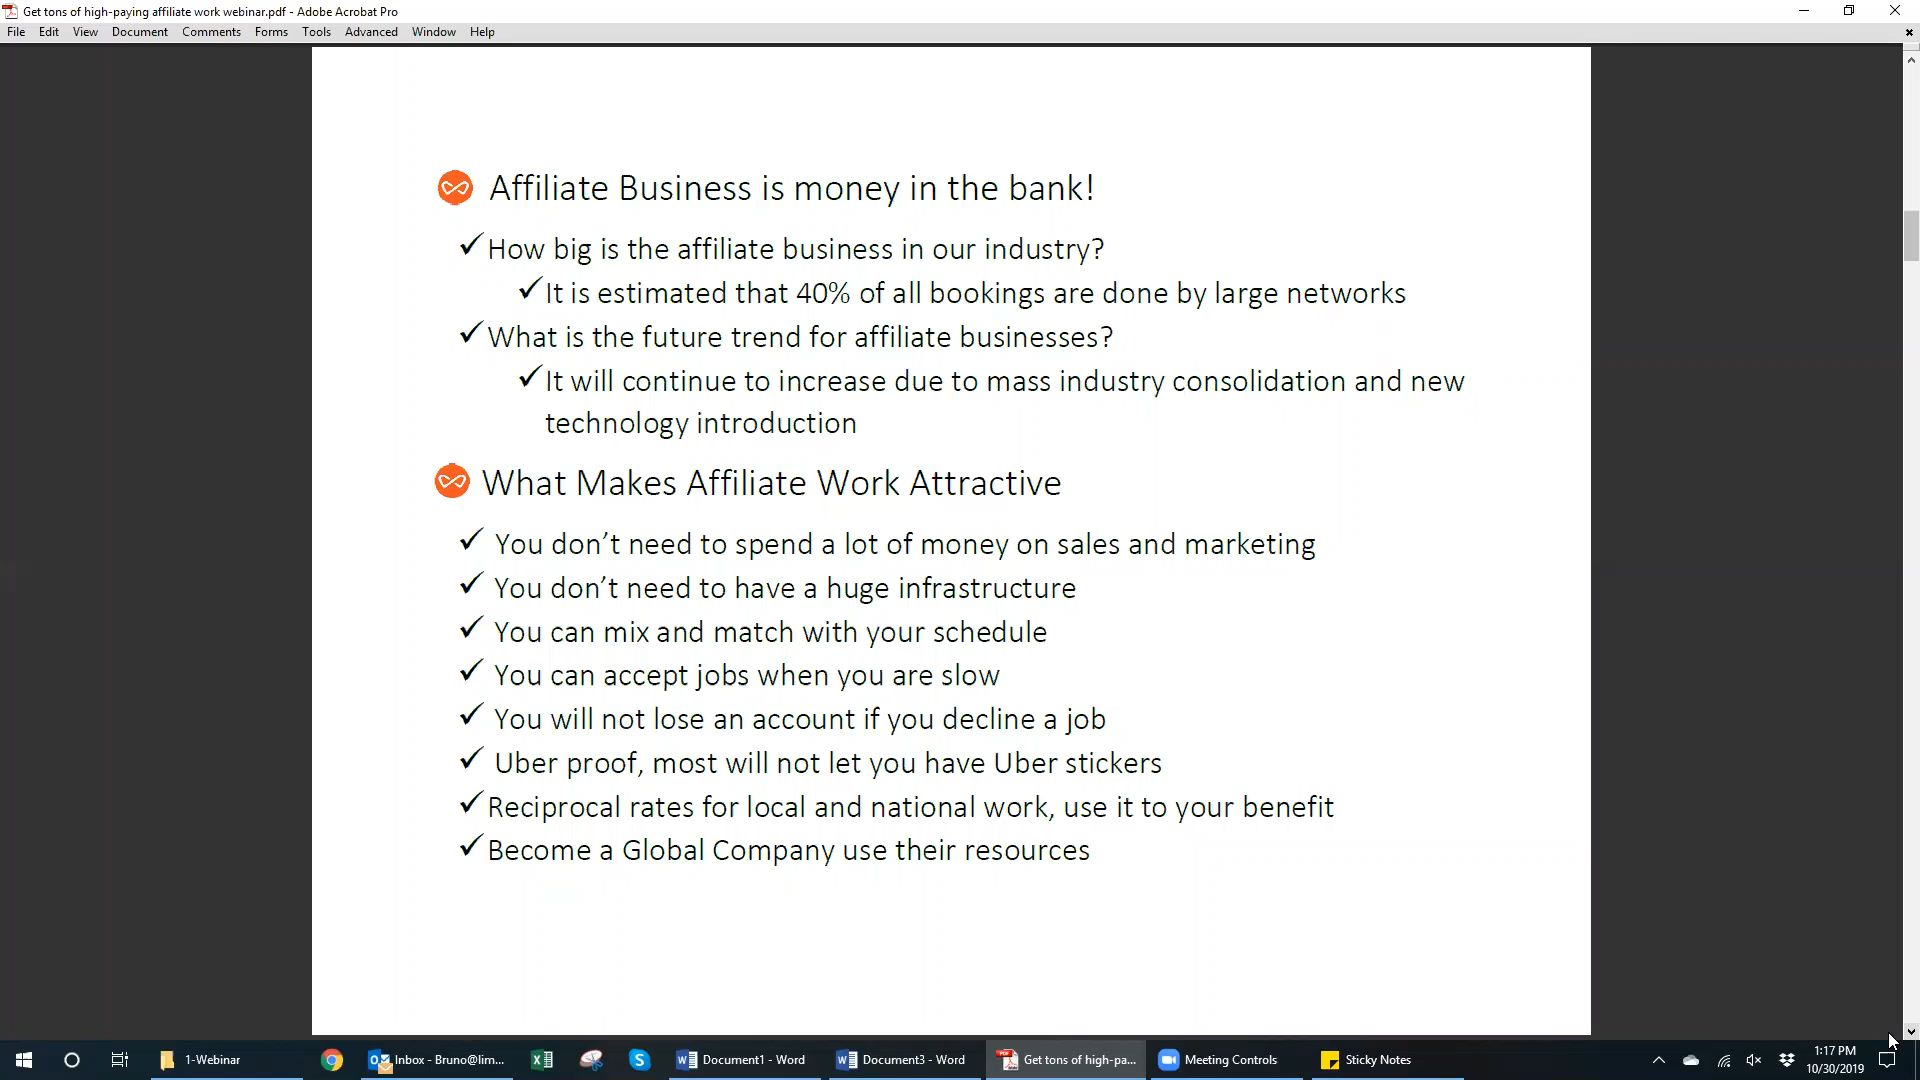 Get tons of high-paying affiliate work webinar.pdf - Adobe Acrobat Pro
File Edit View Document Comments Forms Tools Advanced Window Help
Affiliate Business is money in the bank!
How big is the affiliate business in our industry?
It is estimated that 40% of all bookings are done by large networks
What is the future trend for affiliate businesses?
It will continue to increase due to mass industry consolidation and new
technology introduction
What Makes Affiliate Work Attractive
You don’t need to spend a lot of money on sales and marketing
You don’t need to have a huge infrastructure
You can mix and match with your schedule
You can accept jobs when you are slow
You will not lose an account if you decline a job
Uber proof, most will not let you have Uber stickers
Reciprocal rates for local and national work, use it to your benefit
Become a Global Company use their resources
1-Webinar Inbox - Bruno@lim... Document1 - Word Document3 - Word Get tons of high-pa... Meeting Controls Sticky Notes 1:17 PM
10/30/2019